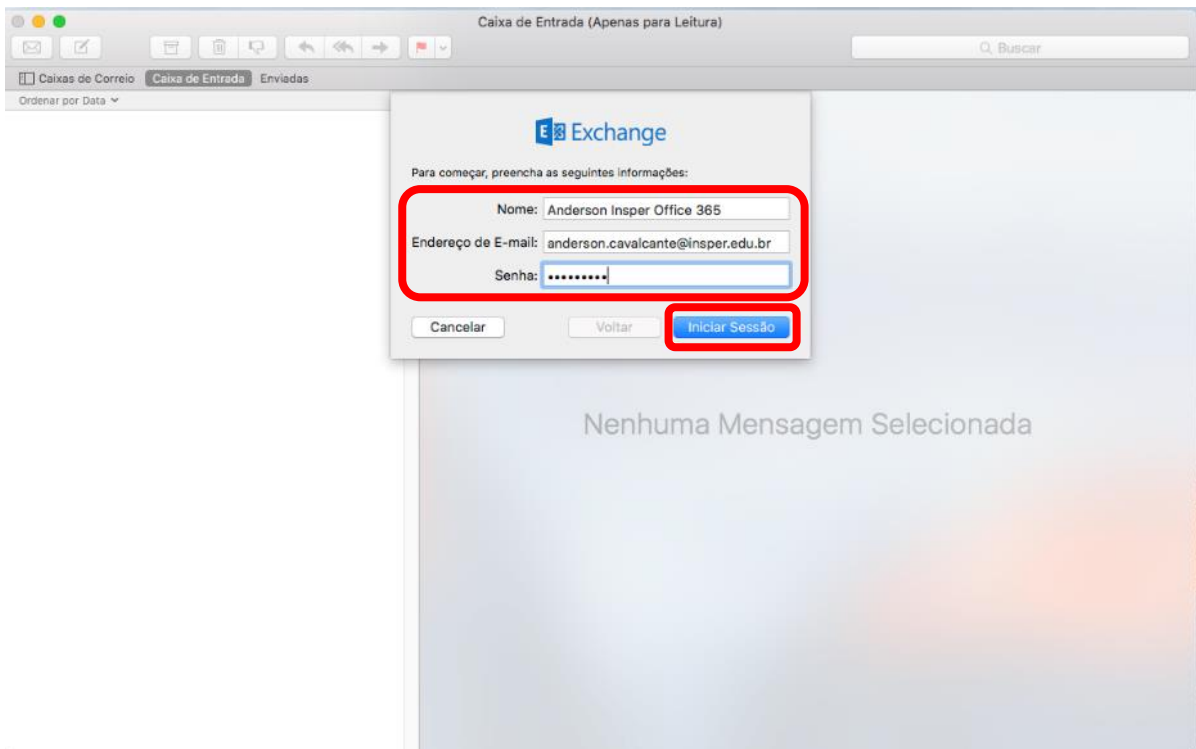 Caixa de Entrada (Apenas para Leitura)
Buscar
Caixas de Correio Caixa de Entrada Enviadas
Ordenar por Data
E Exchange
Para começar, preencha as seguintes informações:
Nome: Anderson Insper Office 365
Endereço de E-mail: anderson.cavalcante@insper.edu.br
Senha: •••••••••
Cancelar Voltar Iniciar Sessão
Nenhuma Mensagem Selecionada